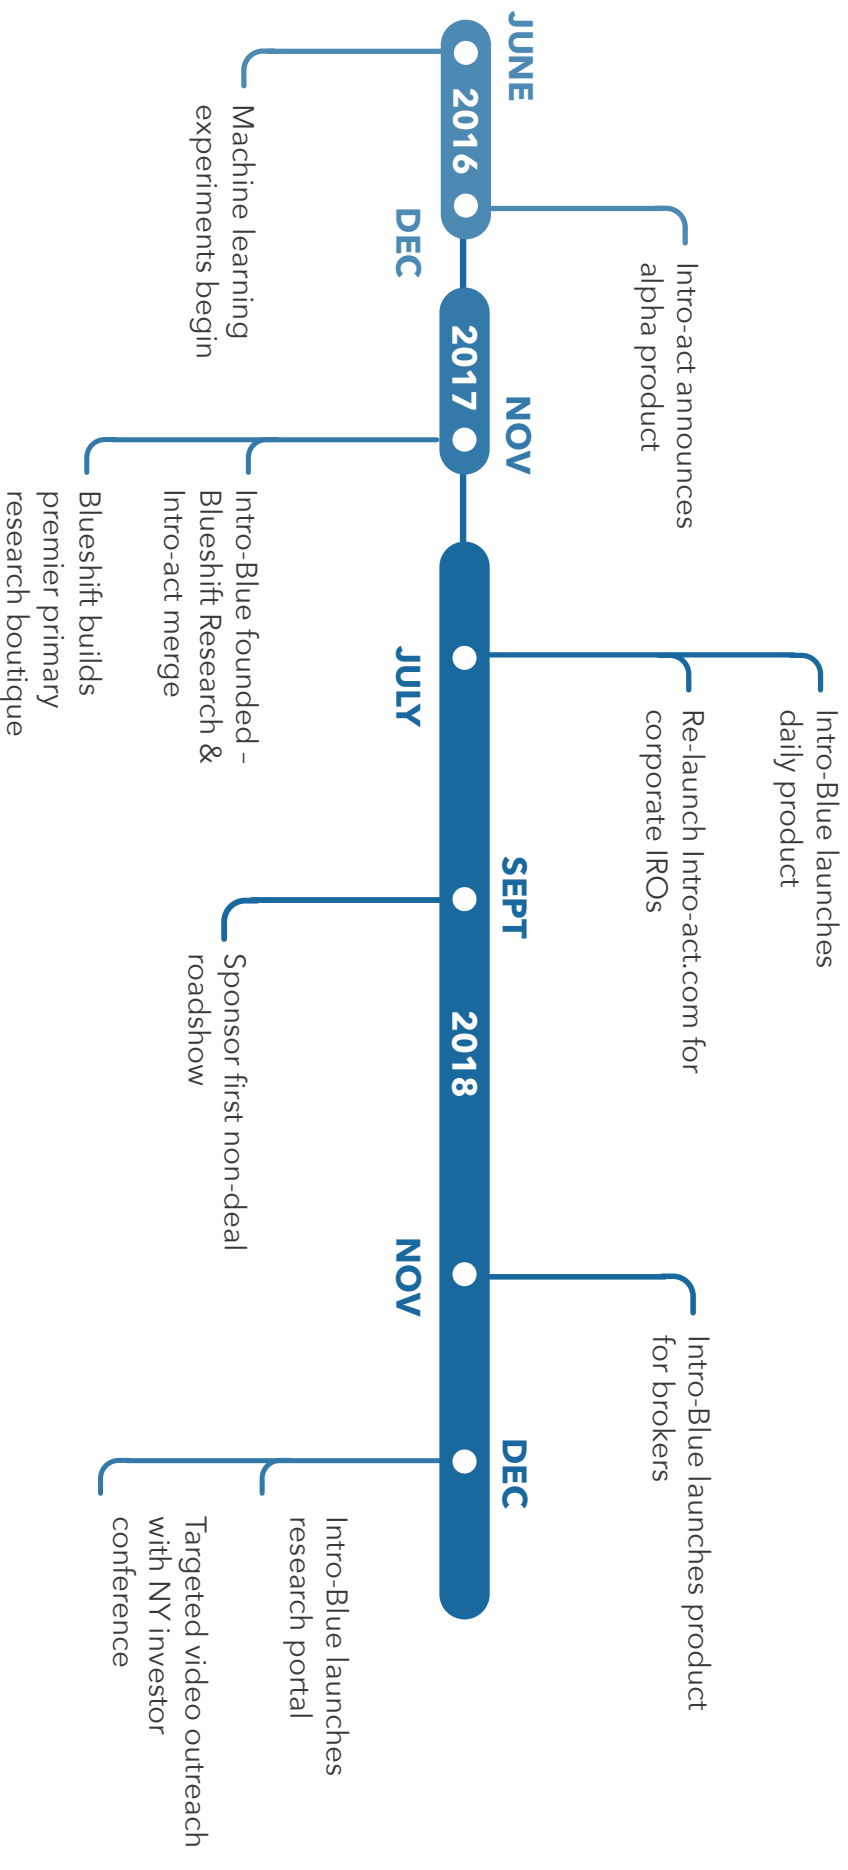 JUNE
2016
Machine learning
experiments begin
DEC
Intro-act announces
alpha product
2017
NOV
Intro-Blue founded -
Blueshift Research &
Intro-act merge
Blueshift builds
premier primary
research boutique
2018
JULY
Intro-Blue launches
daily product
Re-launch Intro-act.com for
corporate IROs
SEPT
Sponsor first non-deal
roadshow
NOV
Intro-Blue launches product
for brokers
DEC
Intro-Blue launches
research portal
Targeted video outreach
with NY investor
conference